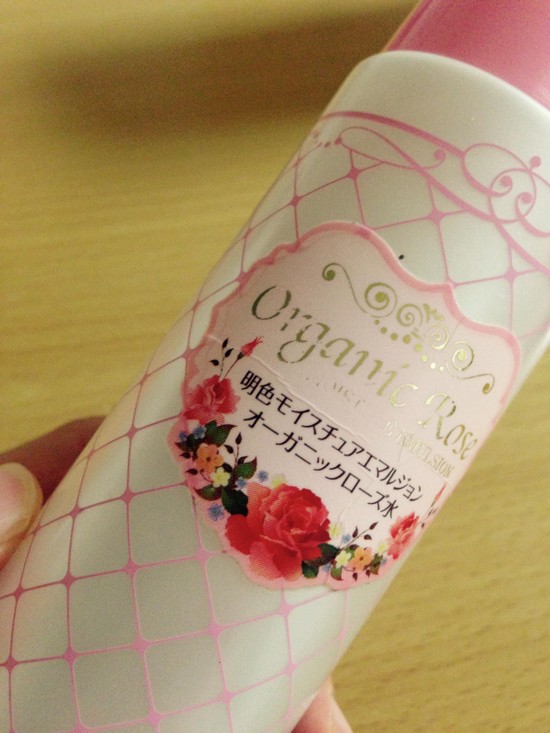 Organic Rose
EMULSION
明色モイスチュアエマルジョン
オーガニックローズ水